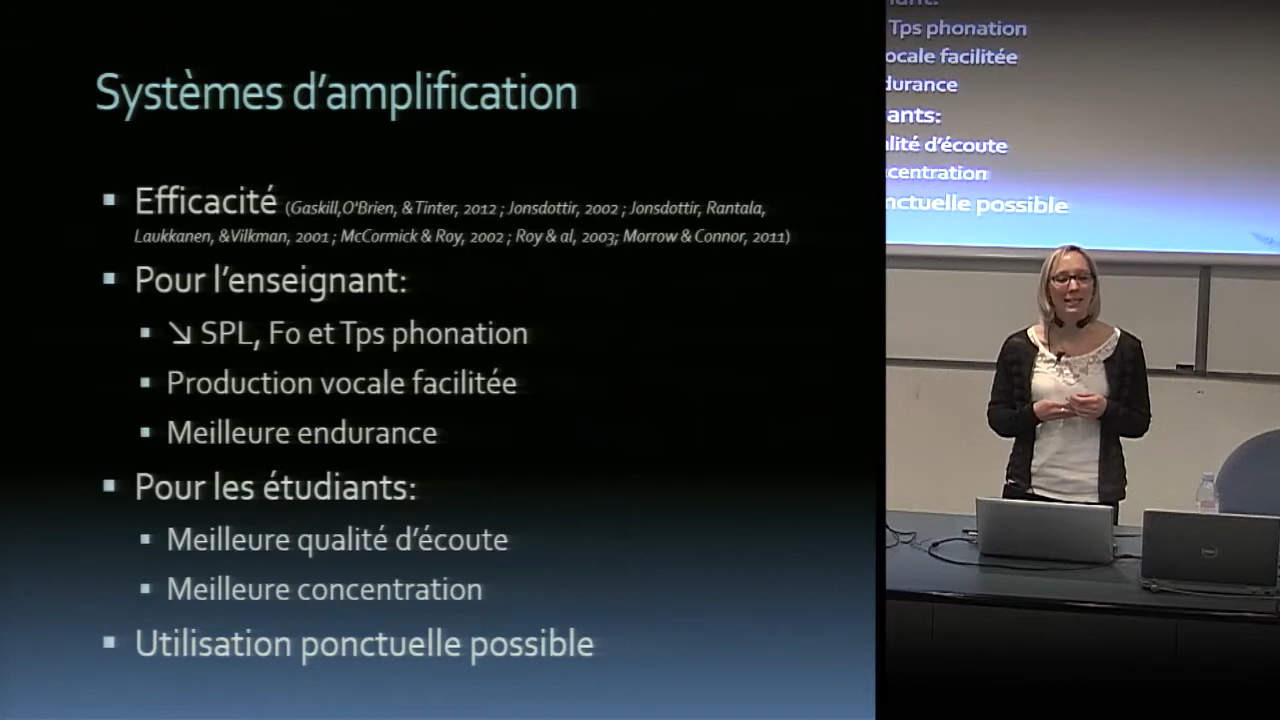 Systèmes d'amplification
▪ Efficacité (Gaskill,O'Brien, & Tinter, 2012 ; Jonsdottir, 2002 ; Jonsdottir, Rantala,
Laukkanen, &Vilkman, 2001 ; McCormick & Roy, 2002 ; Roy & al, 2003; Morrow & Connor, 2011)
▪ Pour l'enseignant:
▪ ↘ SPL, Fo et Tps phonation
▪ Production vocale facilitée
▪ Meilleure endurance
▪ Pour les étudiants:
▪ Meilleure qualité d'écoute
▪ Meilleure concentration
▪ Utilisation ponctuelle possible
Tps phonation
ocale facilitée
durance
ants:
lité d'écoute
centration
nctuelle possible
DELL